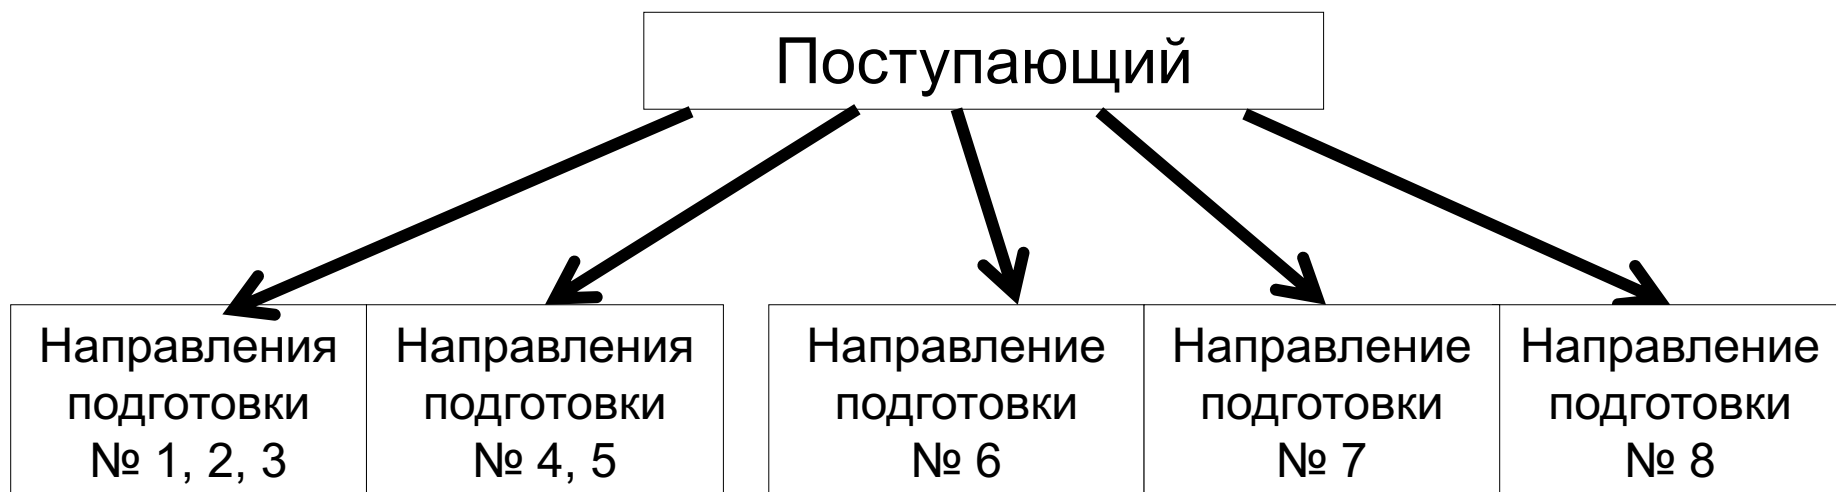 Поступающий
Направления
подготовки
№ 1, 2, 3
Направления
подготовки
№ 4, 5
Направление
подготовки
№ 6
Направление
подготовки
№ 7
Направление
подготовки
№ 8